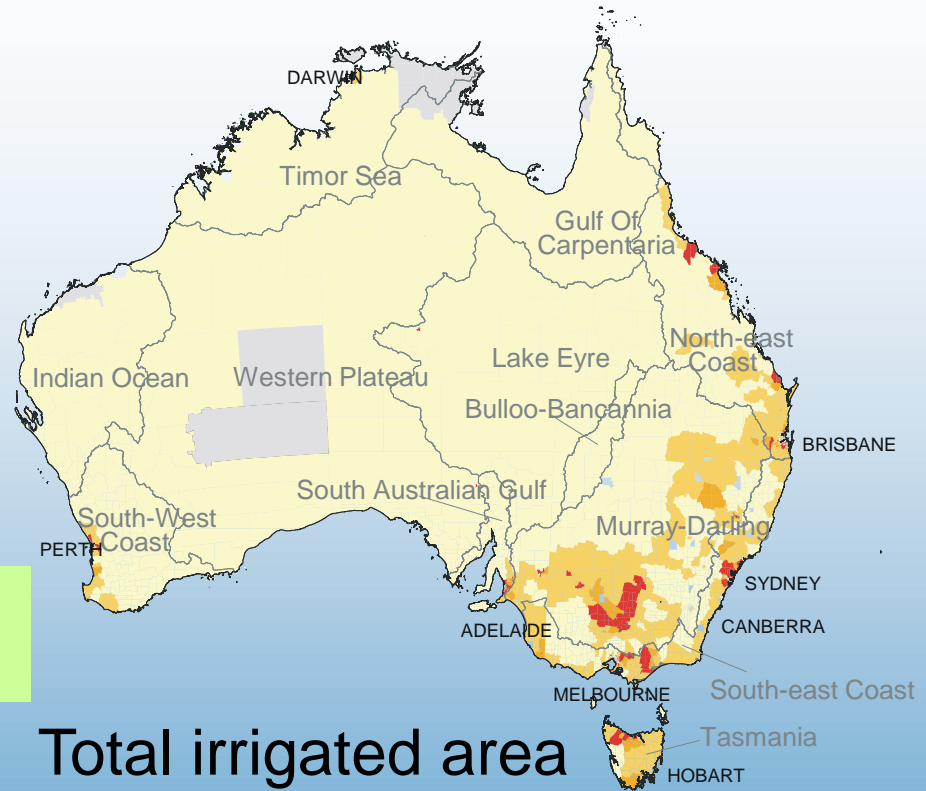 DARWIN
Timor Sea
Gulf Of
Carpentaria
North-east
Coast
Lake Eyre
Indian Ocean
Western Plateau
Bulloo-Bancannia
BRISBANE
South Australian Gulf
South-West
Coast
Murray-Darling
PERTH
SYDNEY
ADELAIDE
CANBERRA
MELBOURNE
South-east Coast
Tasmania
Total irrigated area
HOBART